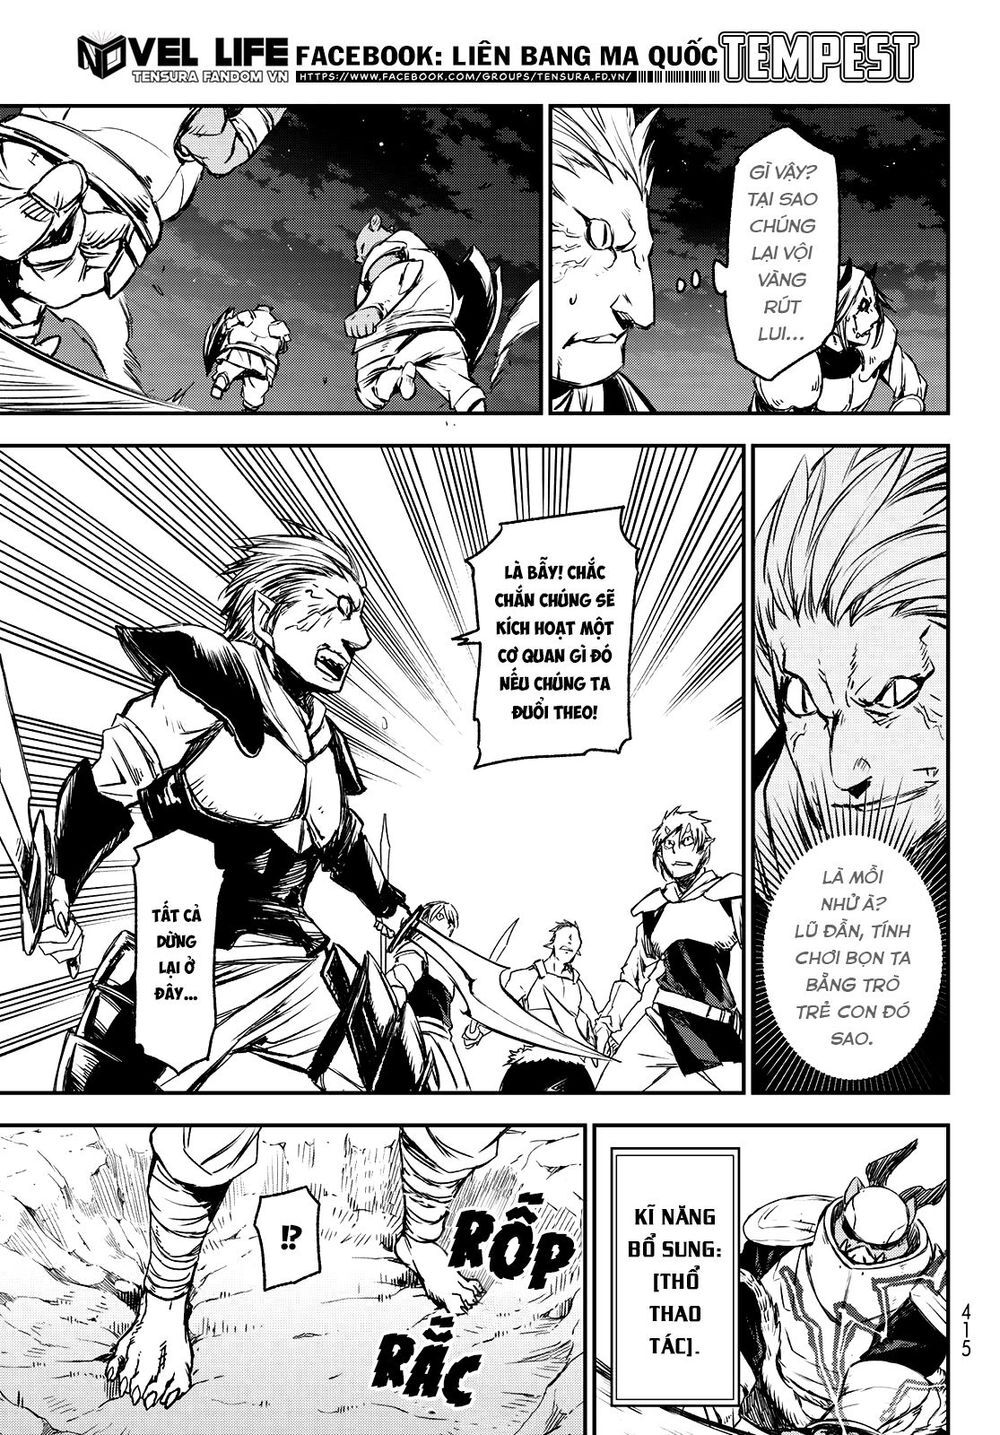 NOVEL LIFE
TENSURA FANDOM VN
FACEBOOK: LIÊN BANG MA QUỐC
HTTPS://WWW.FACEBOOK.COM/GROUPS/TENSURA.FD.VN/
TEMPEST
GÌ VẬY?
TẠI SAO
CHÚNG
LẠI VỘI
VÀNG
RÚT
LUI...
LÀ MỒI
NHỬ À?
LŨ ĐẦN, TÍNH
CHƠI BỌN TA
BẰNG TRÒ
TRẺ CON ĐÓ
SAO.
LÀ BẪY! CHẮC
CHẮN CHÚNG SẼ
KÍCH HOẠT MỘT
CƠ QUAN GÌ ĐÓ
NẾU CHÚNG TA
ĐUỔI THEO!
TẤT CẢ
DỪNG
LẠI Ở
ĐÂY...
KĨ NĂNG
BỔ SUNG:
[THỔ
THAO
TÁC].
!?
RỐP
RẮC
415